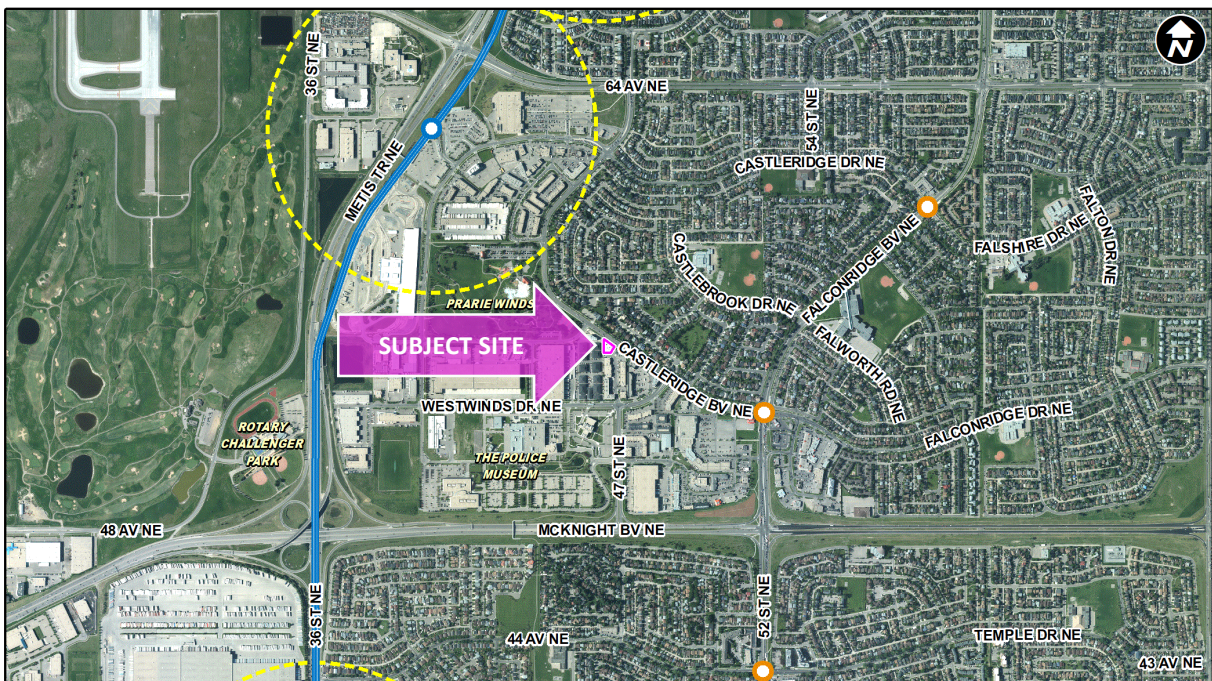 N
36 ST NE
64 AV NE
54 ST NE
CASTLERIDGE DR NE
METIS TR NE
FALTON DR NE
FALSHIRE DR NE
FALCONRIDGE BV NE
CASTLEBROOK DR NE
PRARIE WINDS
SUBJECT SITE
CASTLERIDGE BV NE
FALWORTH RD NE
WESTWINDS DR NE
FALCONRIDGE DR NE
ROTARY
CHALLENGER
PARK
THE POLICE
MUSEUM
47 ST NE
48 AV NE
MCKNIGHT BV NE
36 ST NE
52 ST NE
44 AV NE
TEMPLE DR NE
43 AV NE